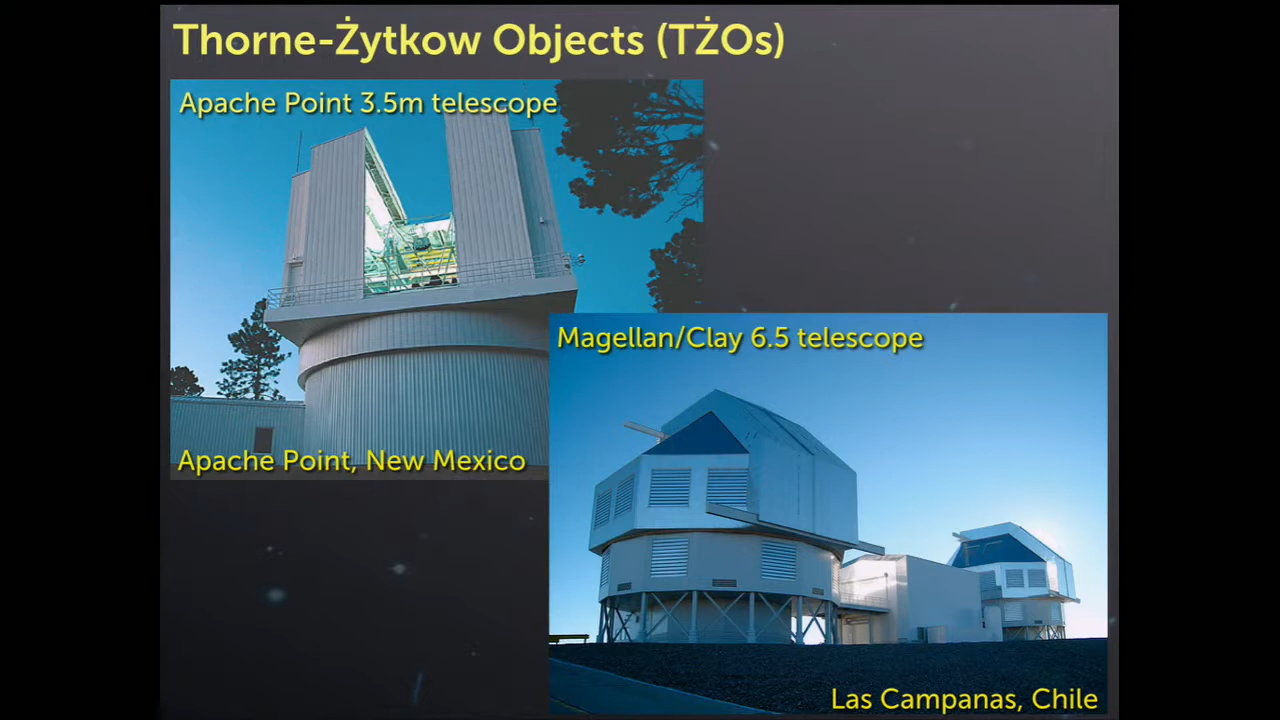 Thorne-Żytkow Objects (TŻOs)
Apache Point 3.5m telescope
Apache Point, New Mexico
Magellan/Clay 6.5 telescope
Las Campanas, Chile